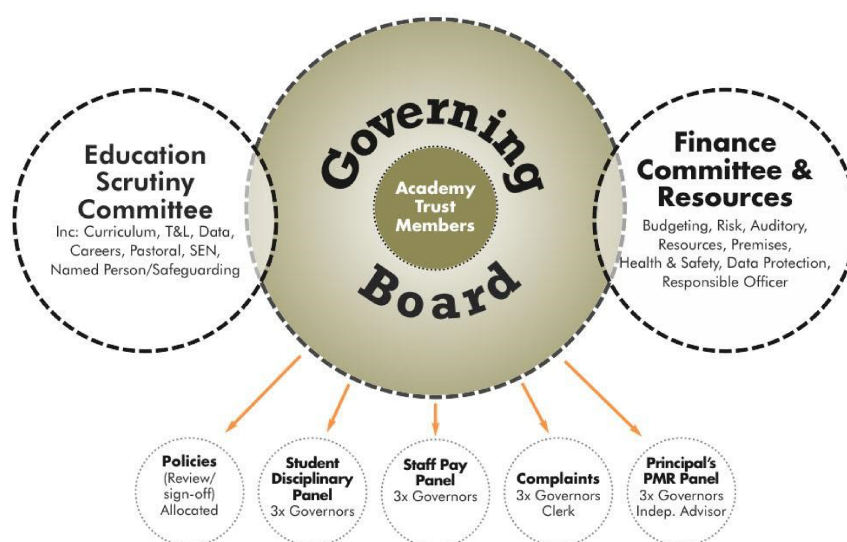 Governing
Board
Academy
Trust
Members
Education
Scrutiny
Committee
Inc: Curriculum, T&L, Data,
Careers, Pastoral, SEN,
Named Person/Safeguarding
Finance
Committee &
Resources
Budgeting, Risk, Auditory,
Resources, Premises,
Health & Safety, Data Protection,
Responsible Officer
Policies
(Review/
sign-off)
Allocated
Student
Disciplinary
Panel
3x Governors
Staff Pay
Panel
3x Governors
Complaints
3x Governors
Clerk
Principal's
PMR Panel
3x Governors
Indep. Advisor